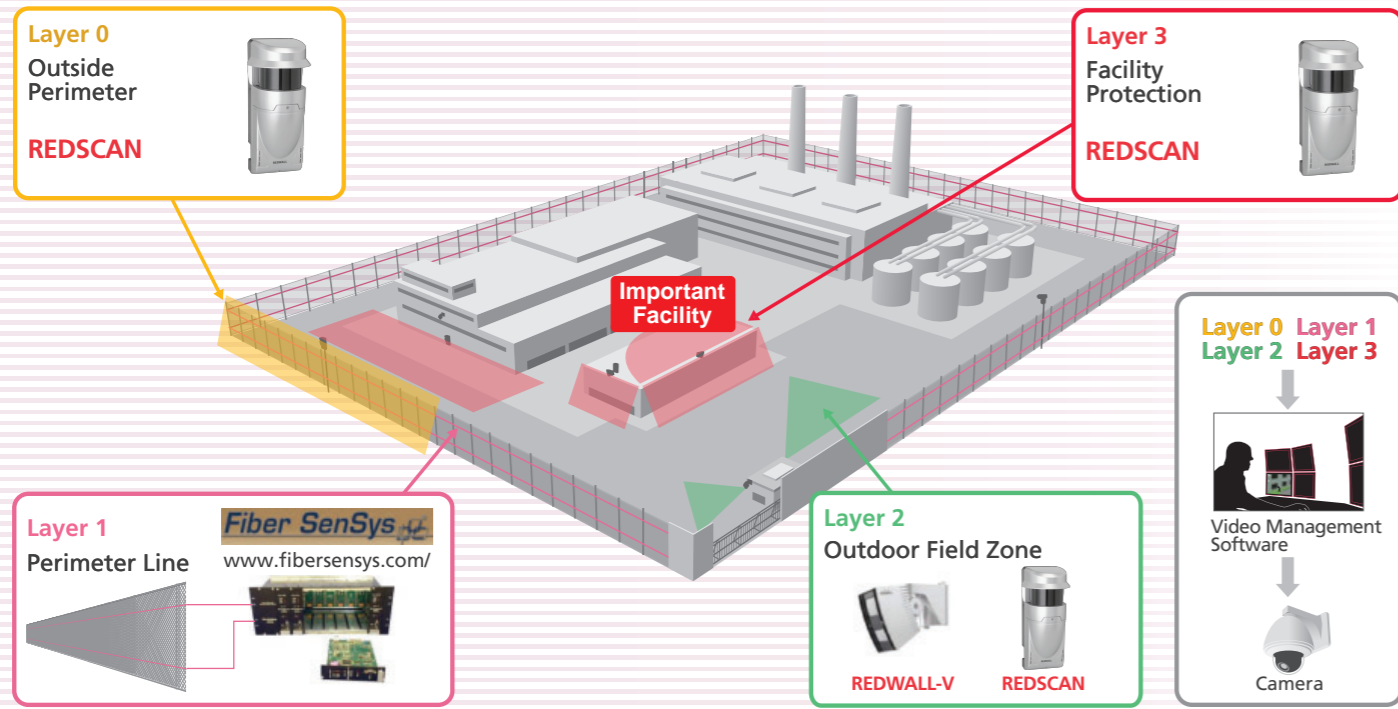 Layer 0
Outside
Perimeter
REDSCAN
Layer 3
Facility
Protection
REDSCAN
Important
Facility
Layer 0 Layer 1
Layer 2 Layer 3
Video Management
Software
Camera
Layer 1
Perimeter Line
Fiber SenSys
www.fibersensys.com/
Layer 2
Outdoor Field Zone
REDWALL-V
REDSCAN